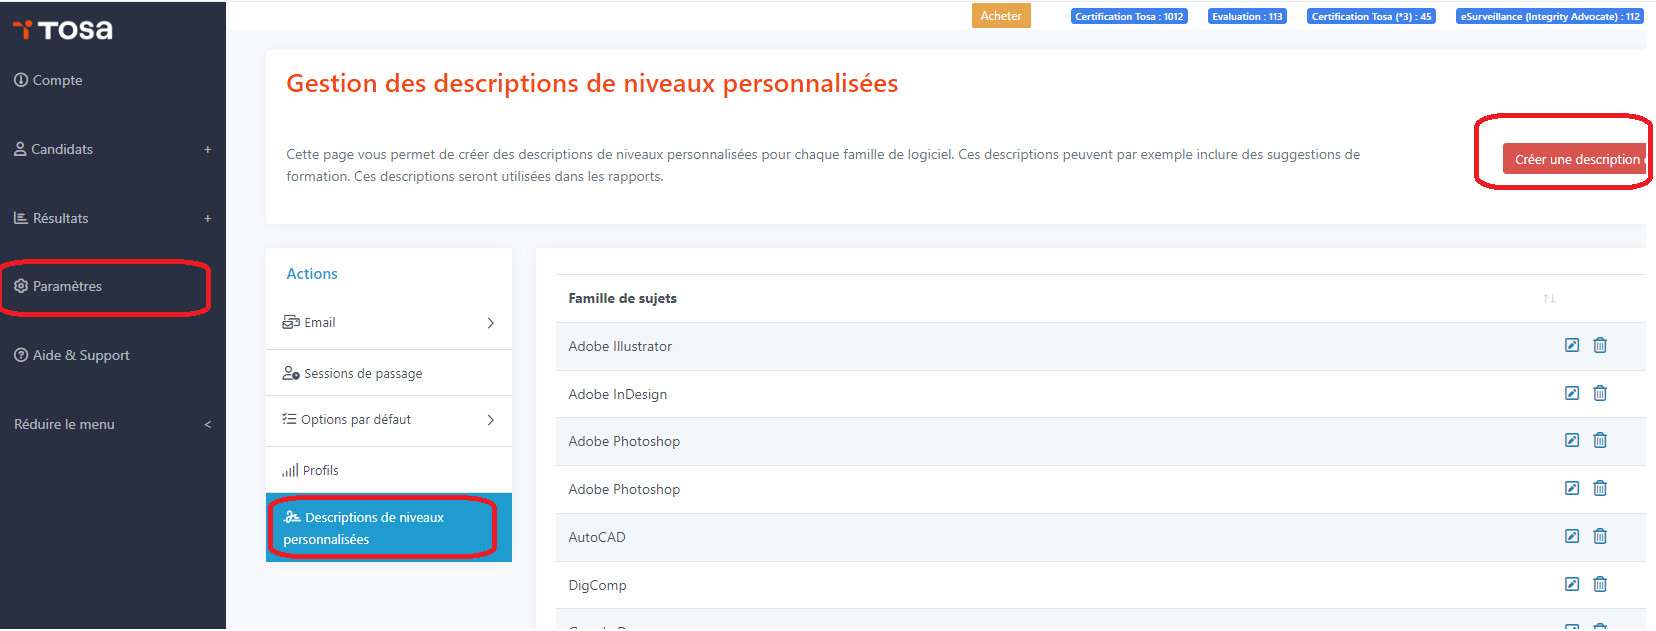 TOSA
Acheter
Certification Tosa : 1012
Evaluation : 113
Certification Tosa (*3) : 45
eSurveillance (Integrity Advocate) : 112
Compte
Candidats +
Résultats +
Paramètres
Aide & Support
Réduire le menu <
Gestion des descriptions de niveaux personnalisées
Cette page vous permet de créer des descriptions de niveaux personnalisées pour chaque famille de logiciel. Ces descriptions peuvent par exemple inclure des suggestions de
formation. Ces descriptions seront utilisées dans les rapports.
Créer une description
Actions
Email
Sessions de passage
Options par défaut
Profils
Descriptions de niveaux
personnalisées
Famille de sujets
Adobe Illustrator
Adobe InDesign
Adobe Photoshop
Adobe Photoshop
AutoCAD
DigComp